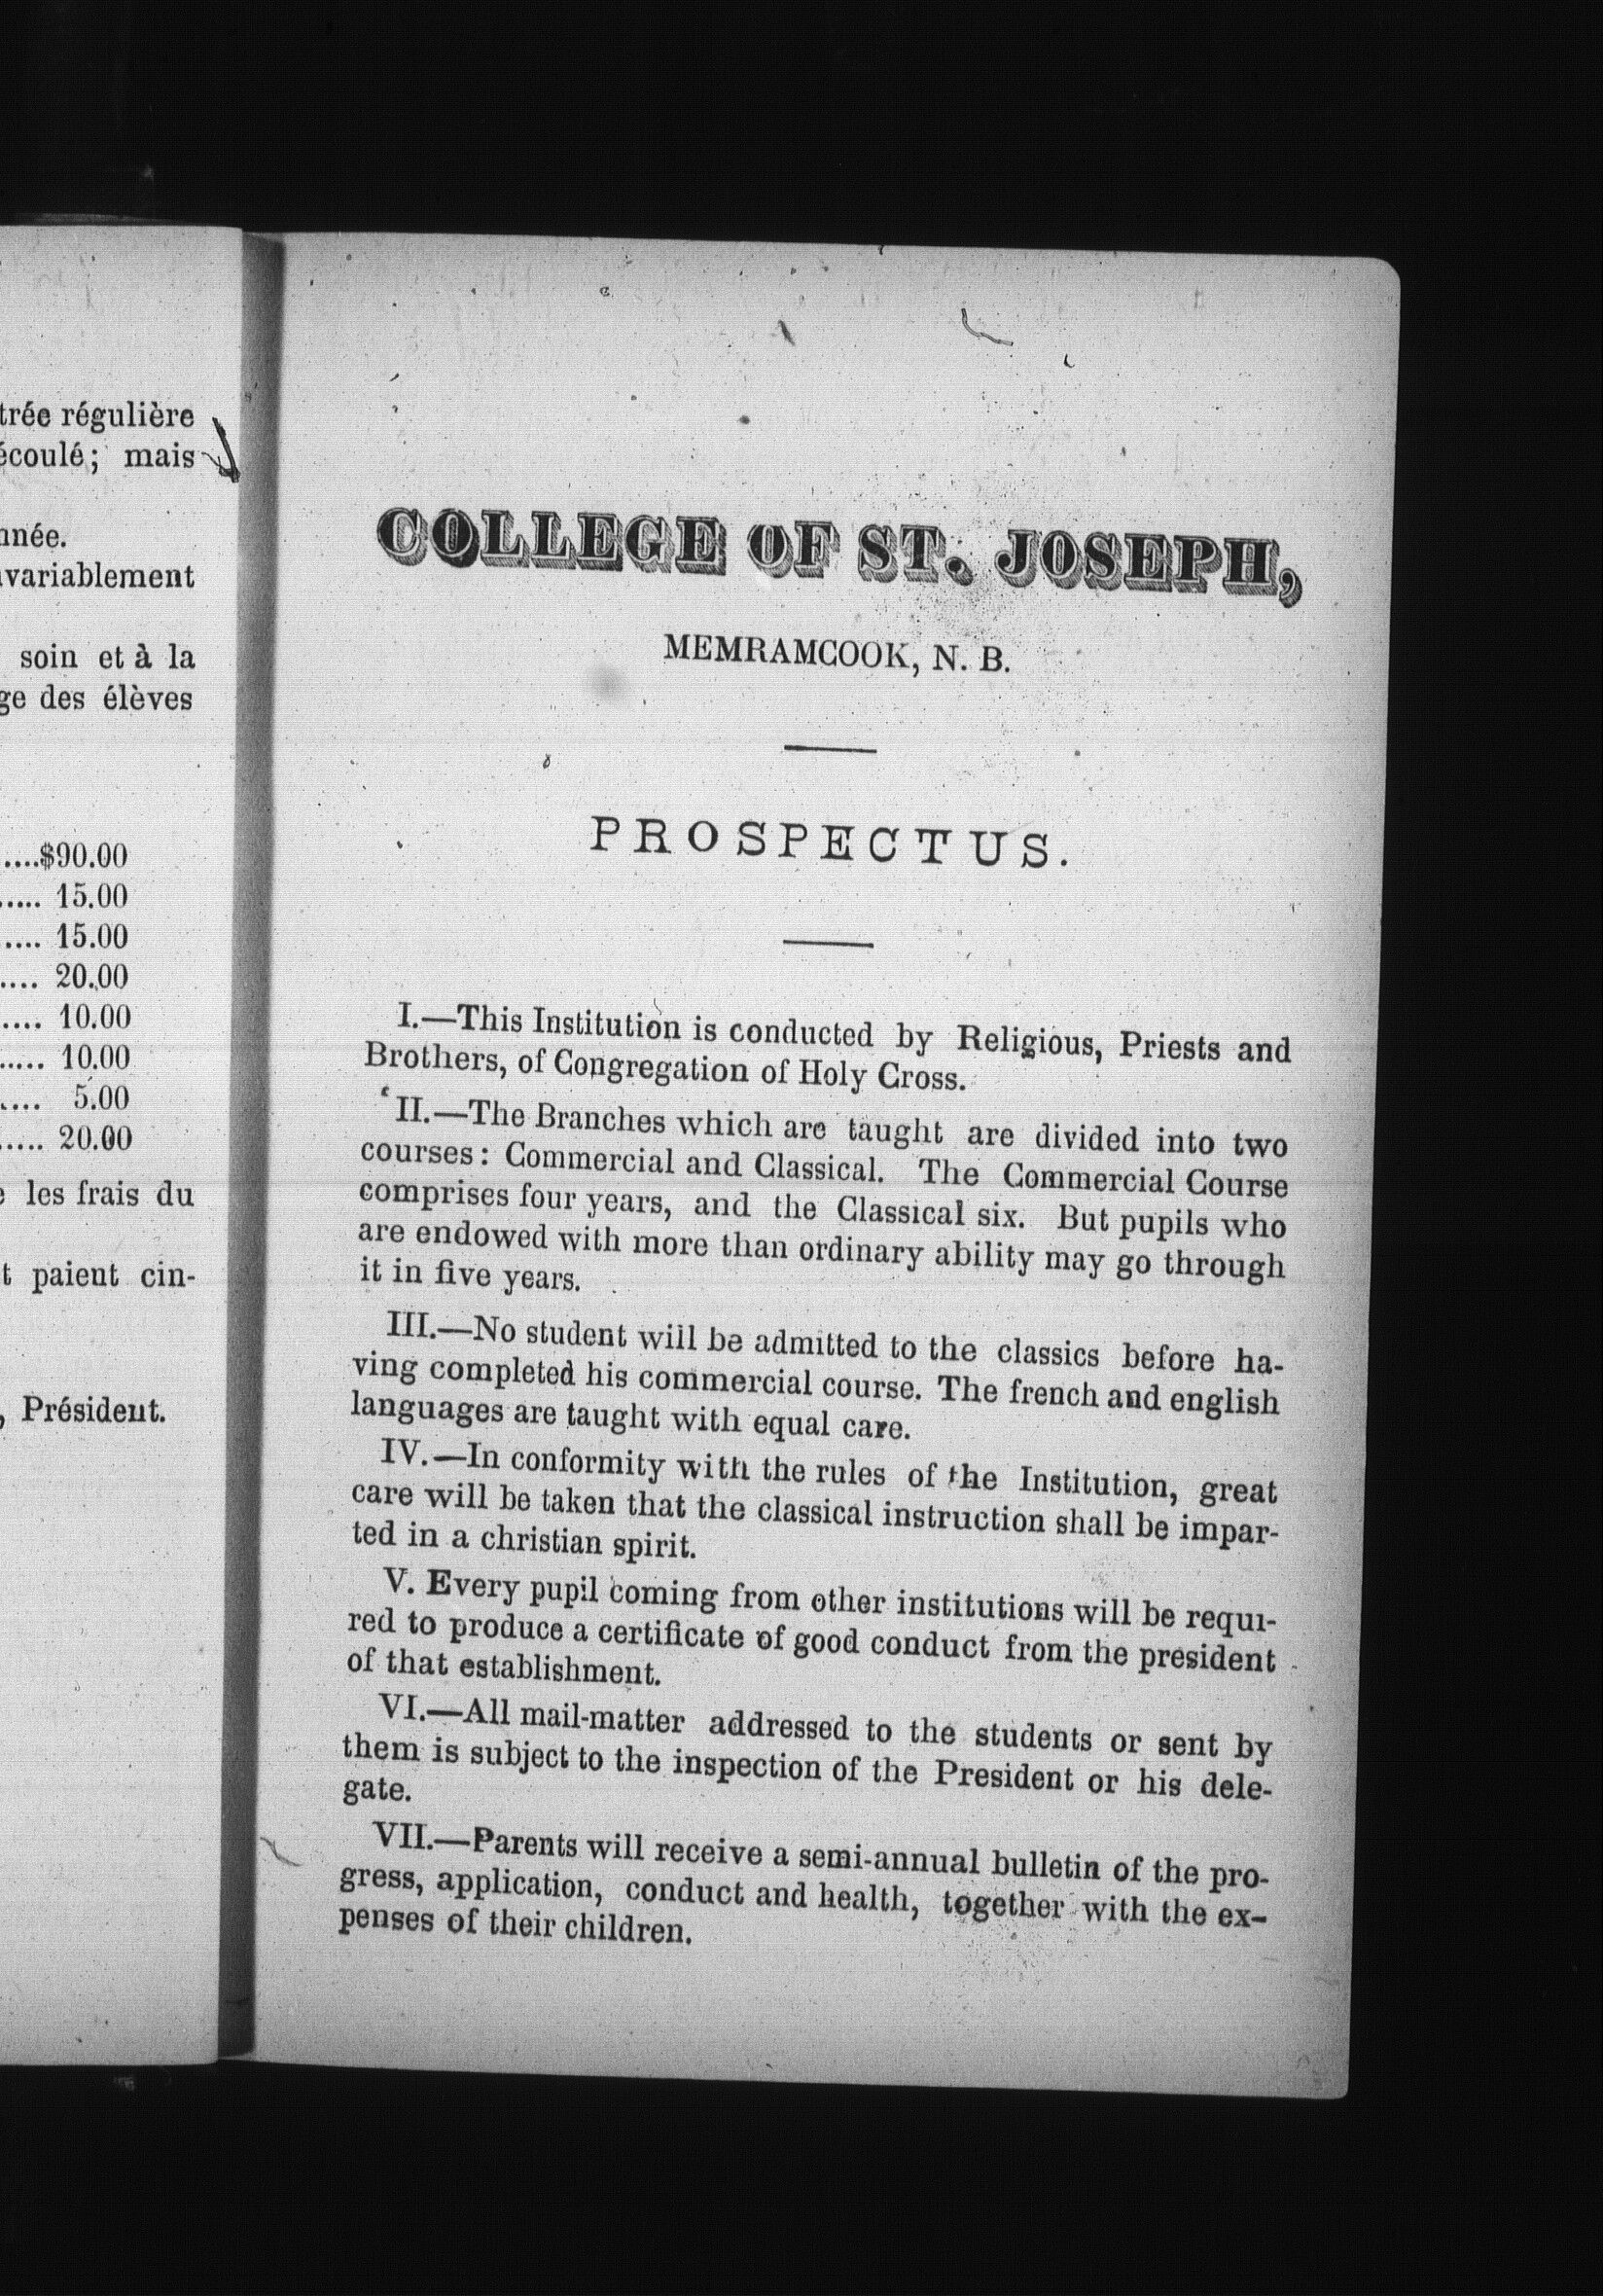 trée régulière
écoulé; mais
nnée.
variablement
soin et à la
ge des élèves
....$90.00
..... 15.00
.... 15.00
.... 20.00
.... 10.00
..... 10.00
.... 5.00
..... 20.00
les frais du
t paient cin-
, Président.
COLLEGE OF ST. JOSEPH,
MEMRAMCOOK, N. B.
PROSPECTUS.
I.—This Institution is conducted by Religious, Priests and
Brothers, of Congregation of Holy Cross.
II.—The Branches which are taught are divided into two
courses: Commercial and Classical. The Commercial Course
comprises four years, and the Classical six. But pupils who
are endowed with more than ordinary ability may go through
it in five years.
III.—No student will be admitted to the classics before ha-
ving completed his commercial course. The french and english
languages are taught with equal care.
IV.—In conformity with the rules of the Institution, great
care will be taken that the classical instruction shall be impar-
ted in a christian spirit.
V. Every pupil coming from other institutions will be requi-
red to produce a certificate of good conduct from the president
of that establishment.
VI.—All mail-matter addressed to the students or sent by
them is subject to the inspection of the President or his dele-
gate.
VII.—Parents will receive a semi-annual bulletin of the pro-
gress, application, conduct and health, together with the ex-
penses of their children.